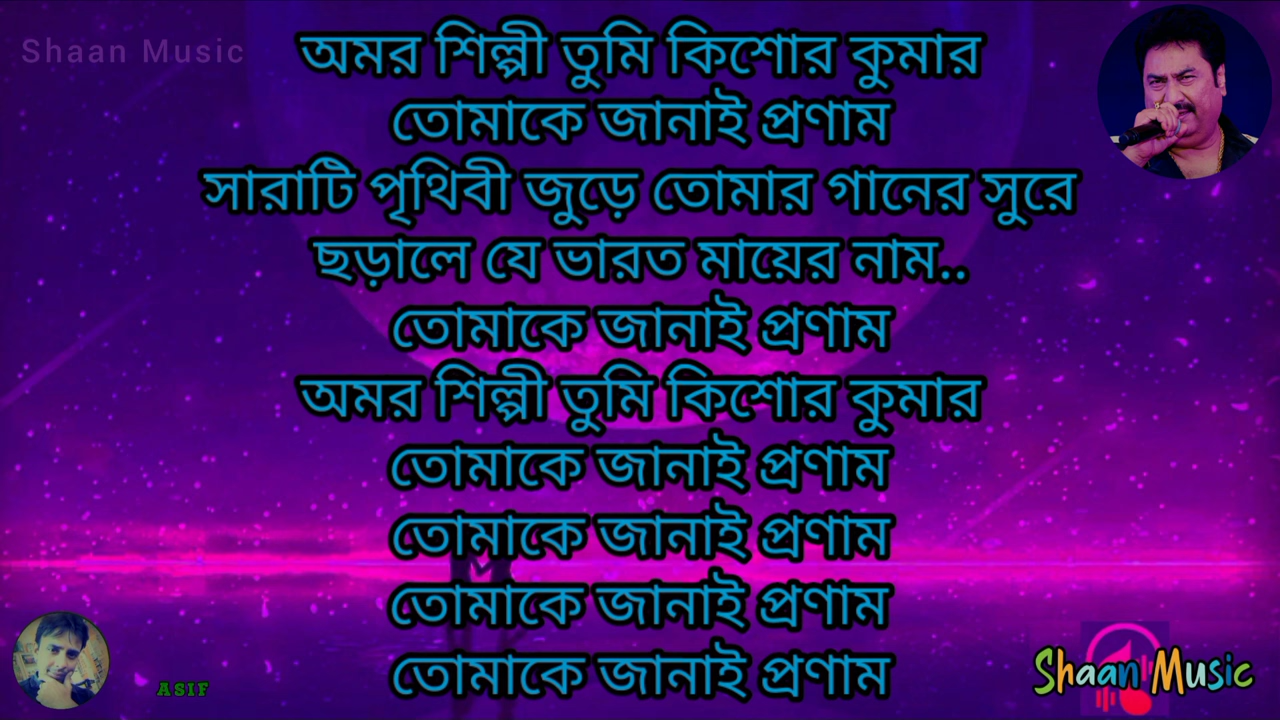 Shaan Music
অমর শিল্পী তুমি কিশোর কুমার
তোমাকে জানাই প্রণাম
সারাটি পৃথিবী জুড়ে তোমার গানের সুরে
ছড়ালে যে ভারত মায়ের নাম..
তোমাকে জানাই প্রণাম
অমর শিল্পী তুমি কিশোর কুমার
তোমাকে জানাই প্রণাম
তোমাকে জানাই প্রণাম
তোমাকে জানাই প্রণাম
তোমাকে জানাই প্রণাম
ASIF
Shaan Music